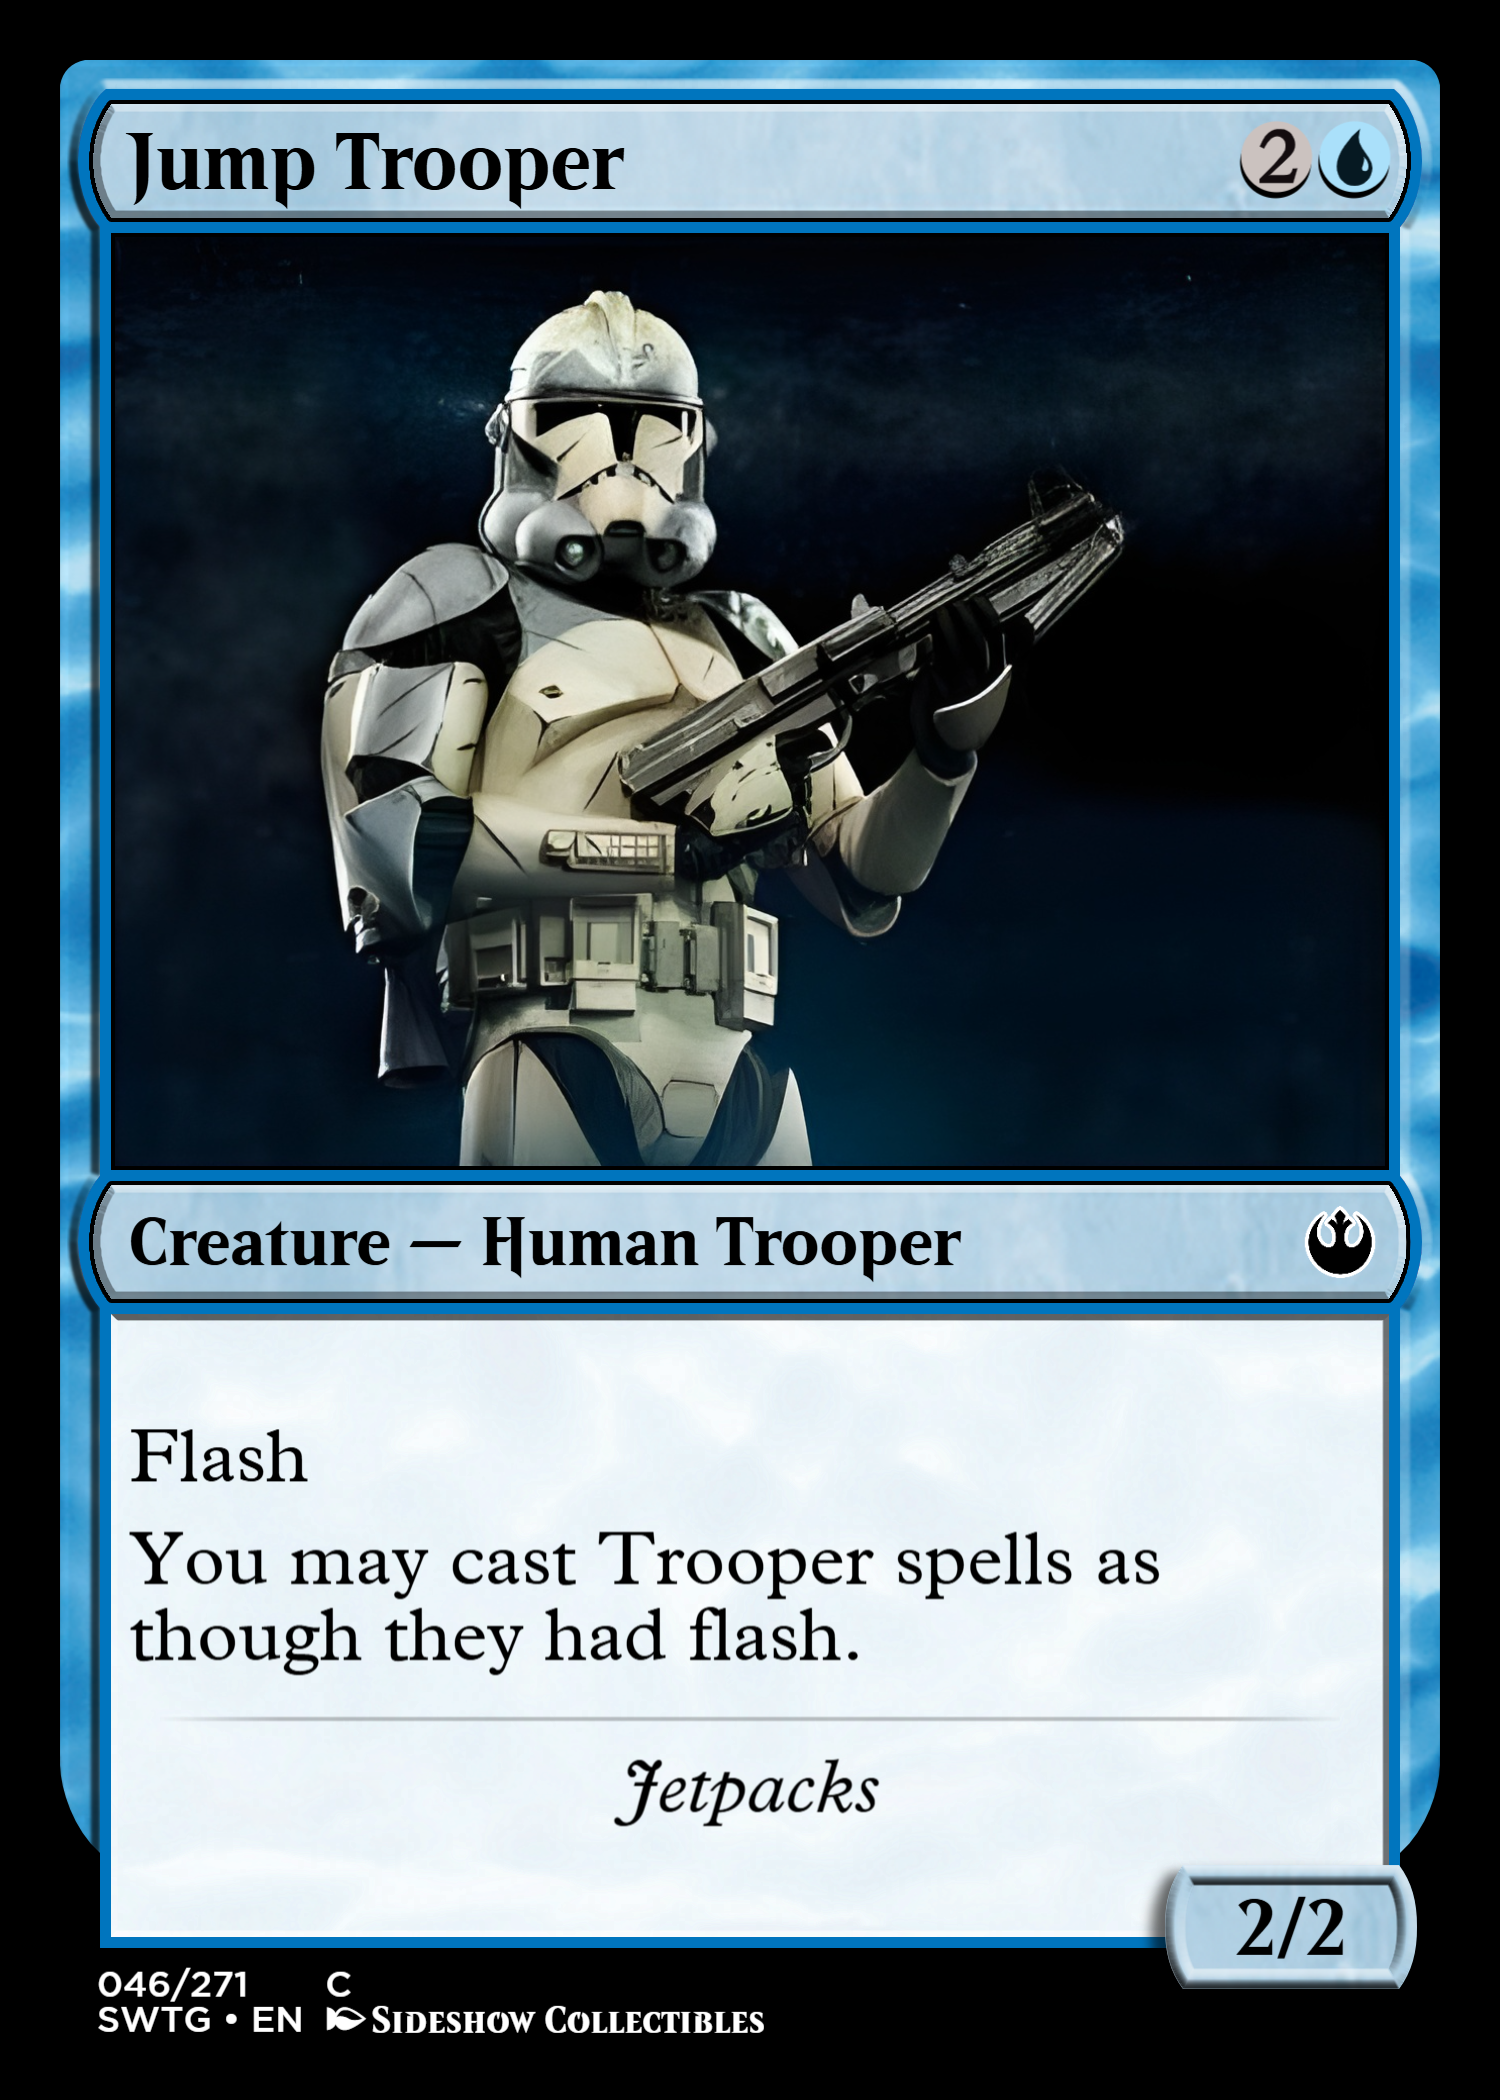 Jump Trooper 2
Creature — Human Trooper
Flash
You may cast Trooper spells as
though they had flash.
Jetpacks
2/2
046/271 C
SWTG • EN Sideshow Collectibles